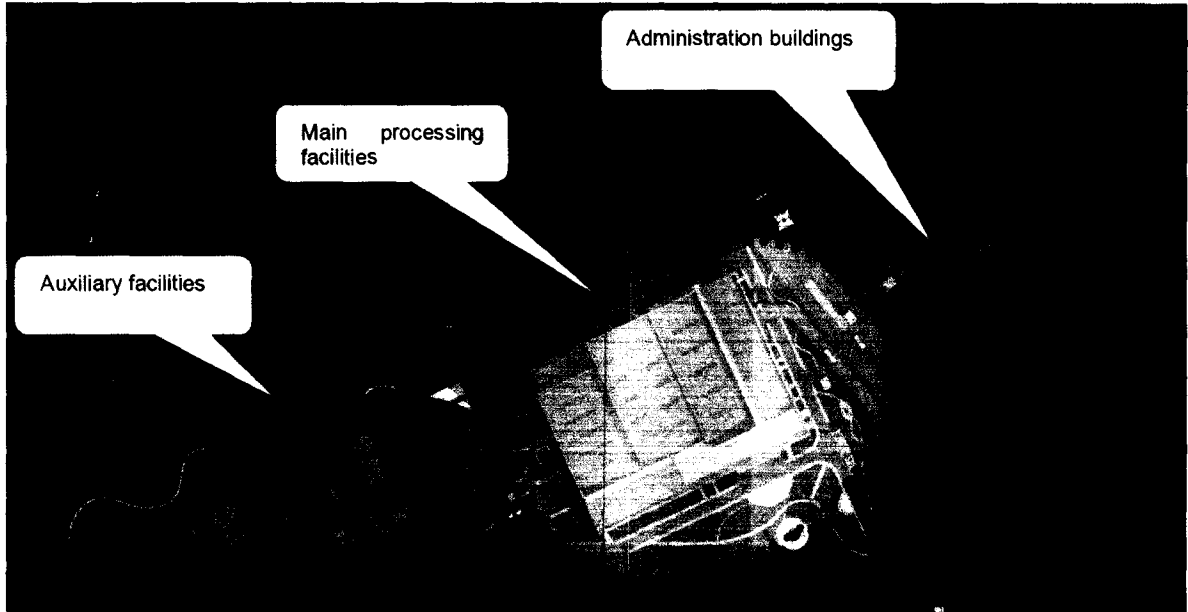 Administration buildings
Main processing
facilities
Auxiliary facilities